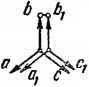 b b₁
a a₁ c c₁